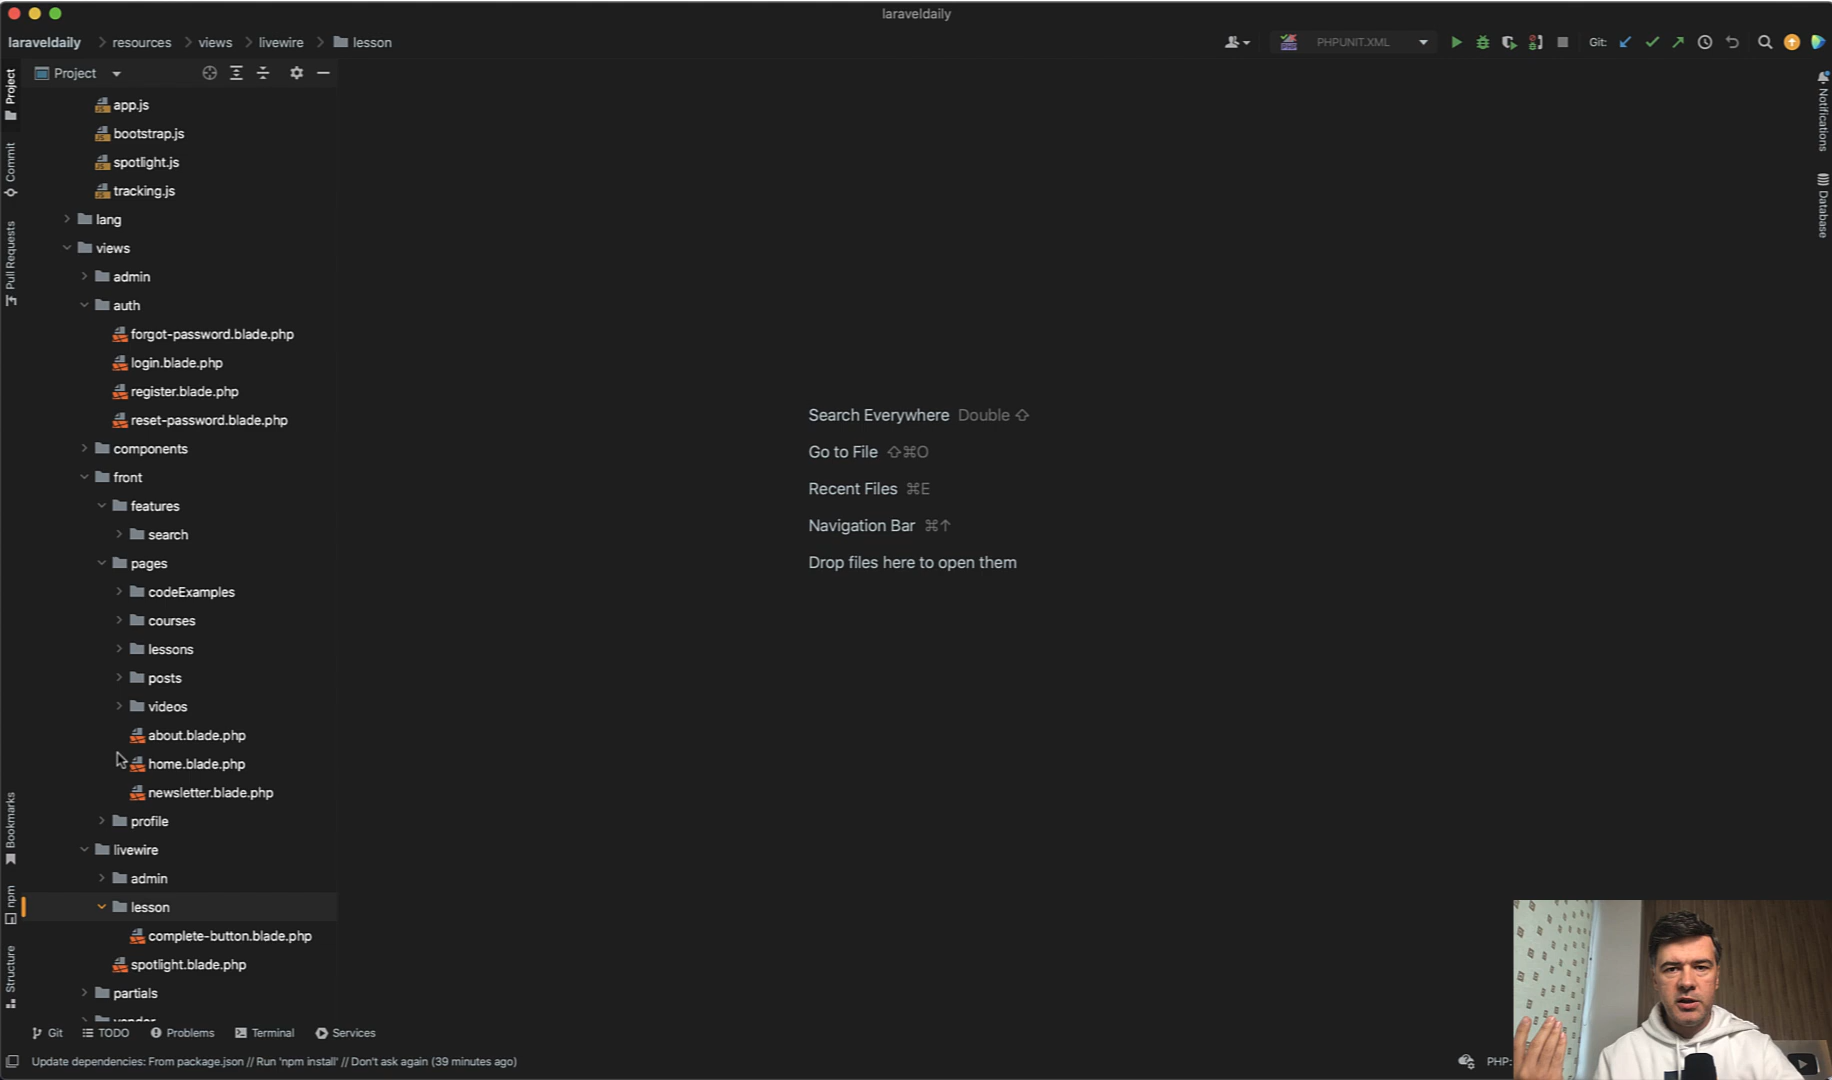 laraveldaily
laraveldaily resources views livewire lesson
PHPUNIT.XML Git:
Project
app.js
bootstrap.js
spotlight.js
tracking.js
lang
views
admin
auth
forgot-password.blade.php
login.blade.php
register.blade.php
reset-password.blade.php
components
front
features
search
pages
codeExamples
courses
lessons
posts
videos
about.blade.php
home.blade.php
newsletter.blade.php
profile
livewire
admin
lesson
complete-button.blade.php
spotlight.blade.php
partials
Project
Commit
Pull Requests
Bookmarks
npm
Structure
Search Everywhere Double ⇧
Go to File ⇧⌘O
Recent Files ⌘E
Navigation Bar ⌘↑
Drop files here to open them
Notifications
Database
Git TODO Problems Terminal Services
Update dependencies: From package.json // Run 'npm install' // Don't ask again (39 minutes ago)
PHP: